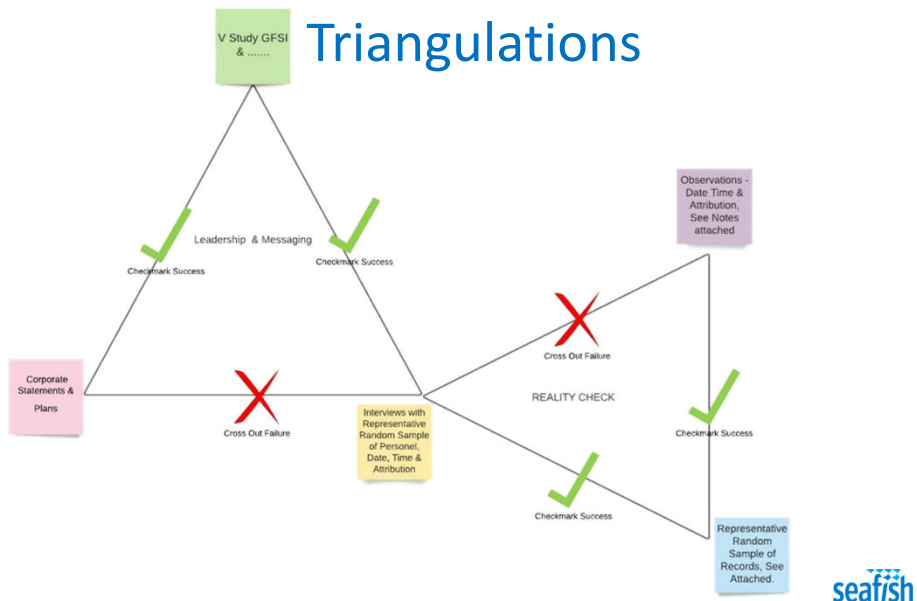 Triangulations
V Study GFSI
& .......
Observations -
Date Time &
Attribution,
See Notes
attached
Leadership & Messaging
Checkmark Success
Checkmark Success
Cross Out Failure
Corporate
Statements &
Plans
REALITY CHECK
Interviews with
Representative
Random Sample
of Personel,
Date, Time &
Attribution
Cross Out Failure
Checkmark Success
Checkmark Success
Representative
Random
Sample of
Records, See
Attached.
seafish